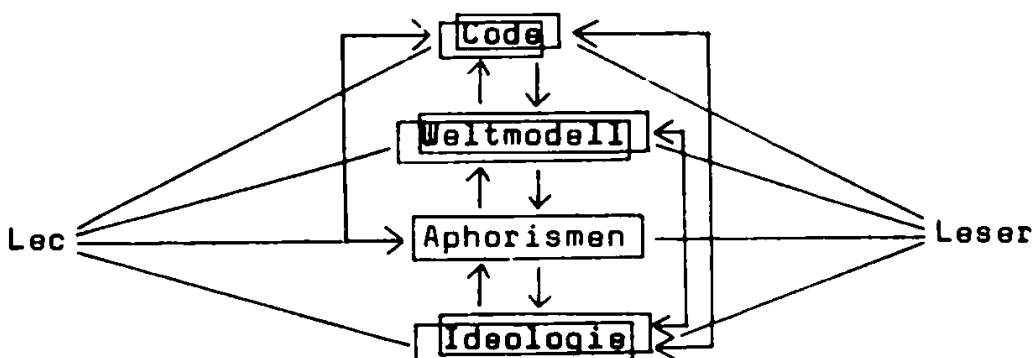 Code
Weltmodell
Lec
Aphorismen
Leser
Ideologie